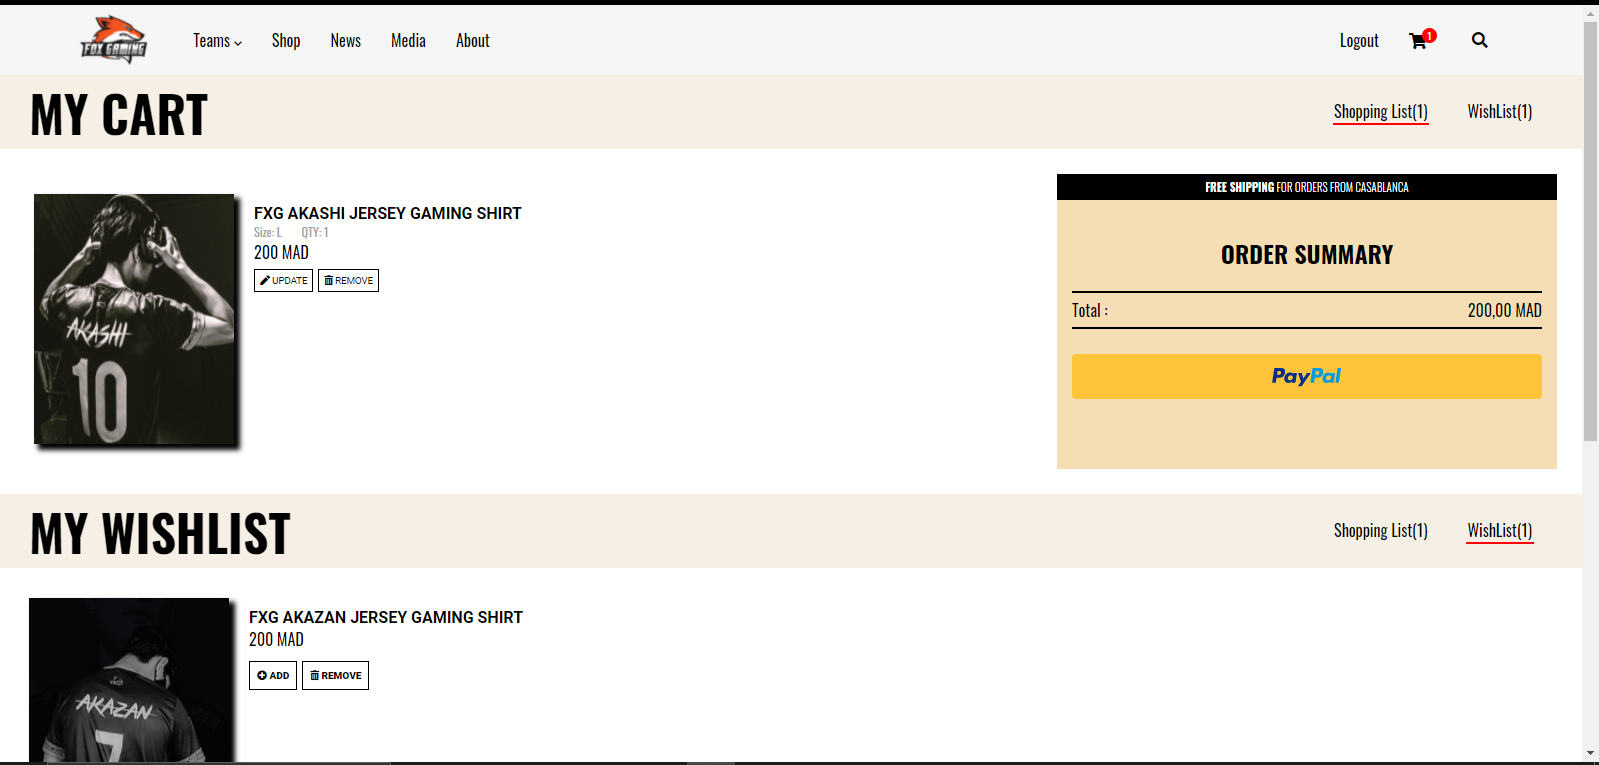 FOX GAMING
Teams Shop News Media About
Logout 1
MY CART
Shopping List(1) WishList(1)
FREE SHIPPING FOR ORDERS FROM CASABLANCA
FXG AKASHI JERSEY GAMING SHIRT
Size: L QTY: 1
200 MAD
UPDATE REMOVE
AKASHI
10
ORDER SUMMARY
Total : 200,00 MAD
PayPal
MY WISHLIST
Shopping List(1) WishList(1)
FXG AKAZAN JERSEY GAMING SHIRT
200 MAD
ADD REMOVE
AKAZAN
7